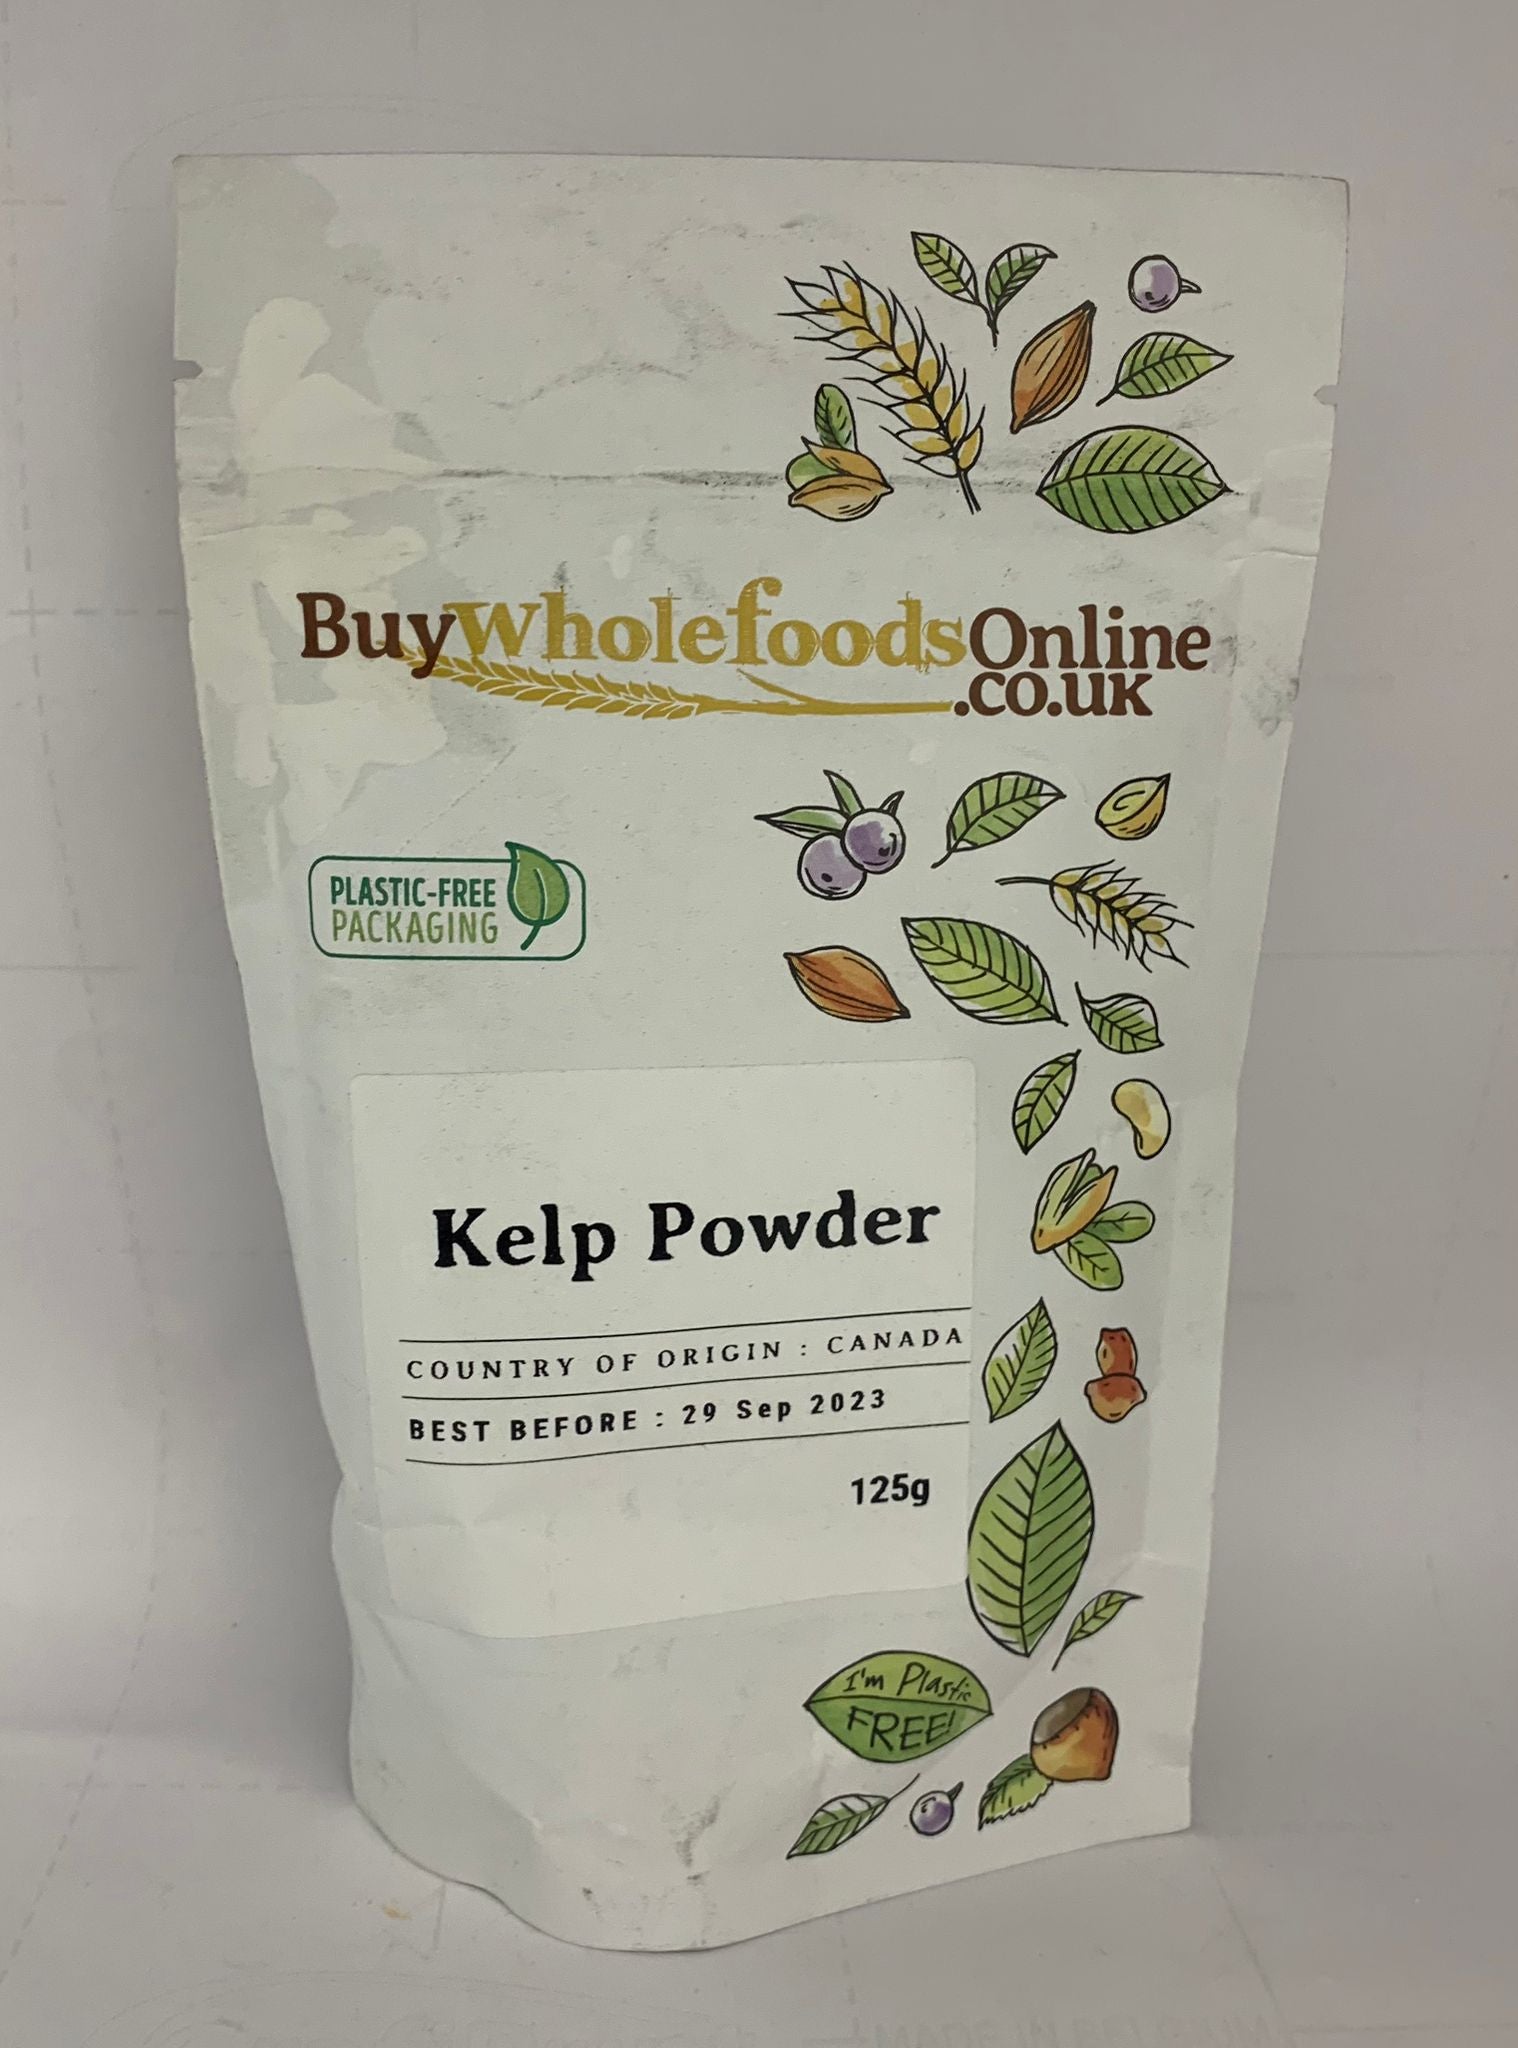 BuyWholefoodsOnline
.CO.UK
PLASTIC-FREE
PACKAGING
Kelp Powder
COUNTRY OF ORIGIN : CANADA
BEST BEFORE : 29 Sep 2023
125g
I'm Plastic
FREE!